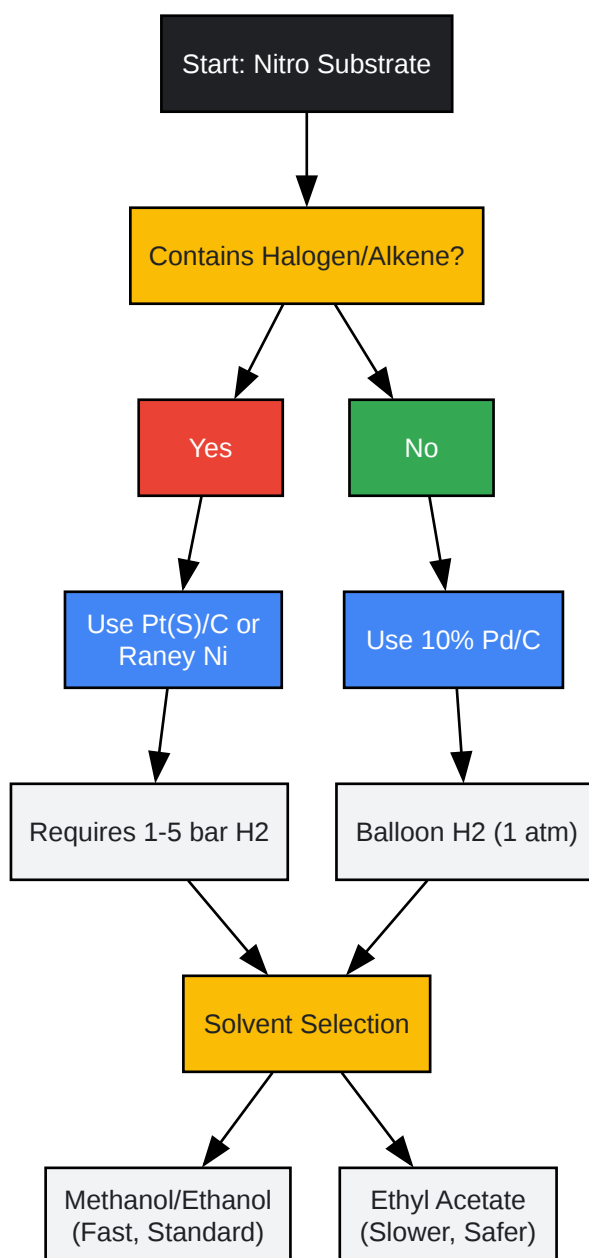 Start: Nitro Substrate
Contains Halogen/Alkene?
Yes
No
Use Pt(S)/C or
Raney Ni
Use 10% Pd/C
Requires 1-5 bar H2
Balloon H2 (1 atm)
Solvent Selection
Methanol/Ethanol
(Fast, Standard)
Ethyl Acetate
(Slower, Safer)